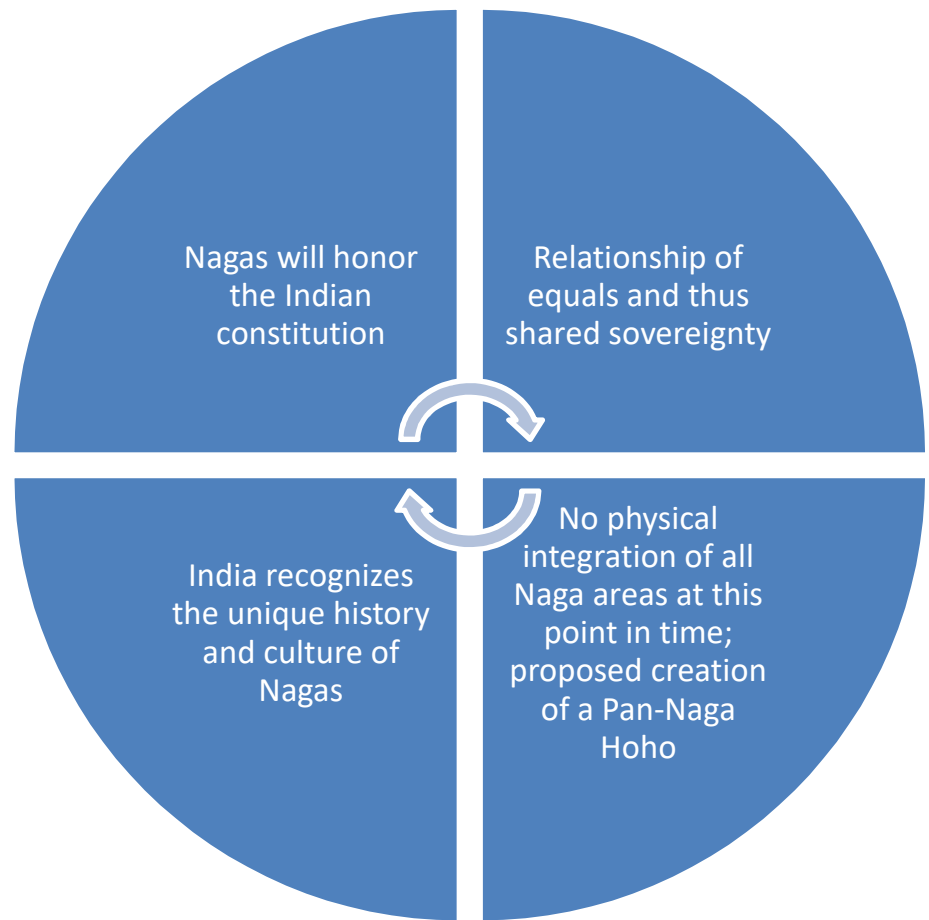 Nagas will honor
the Indian
constitution
Relationship of
equals and thus
shared sovereignty
India recognizes
the unique history
and culture of
Nagas
No physical
integration of all
Naga areas at this
point in time;
proposed creation
of a Pan-Naga
Hoho